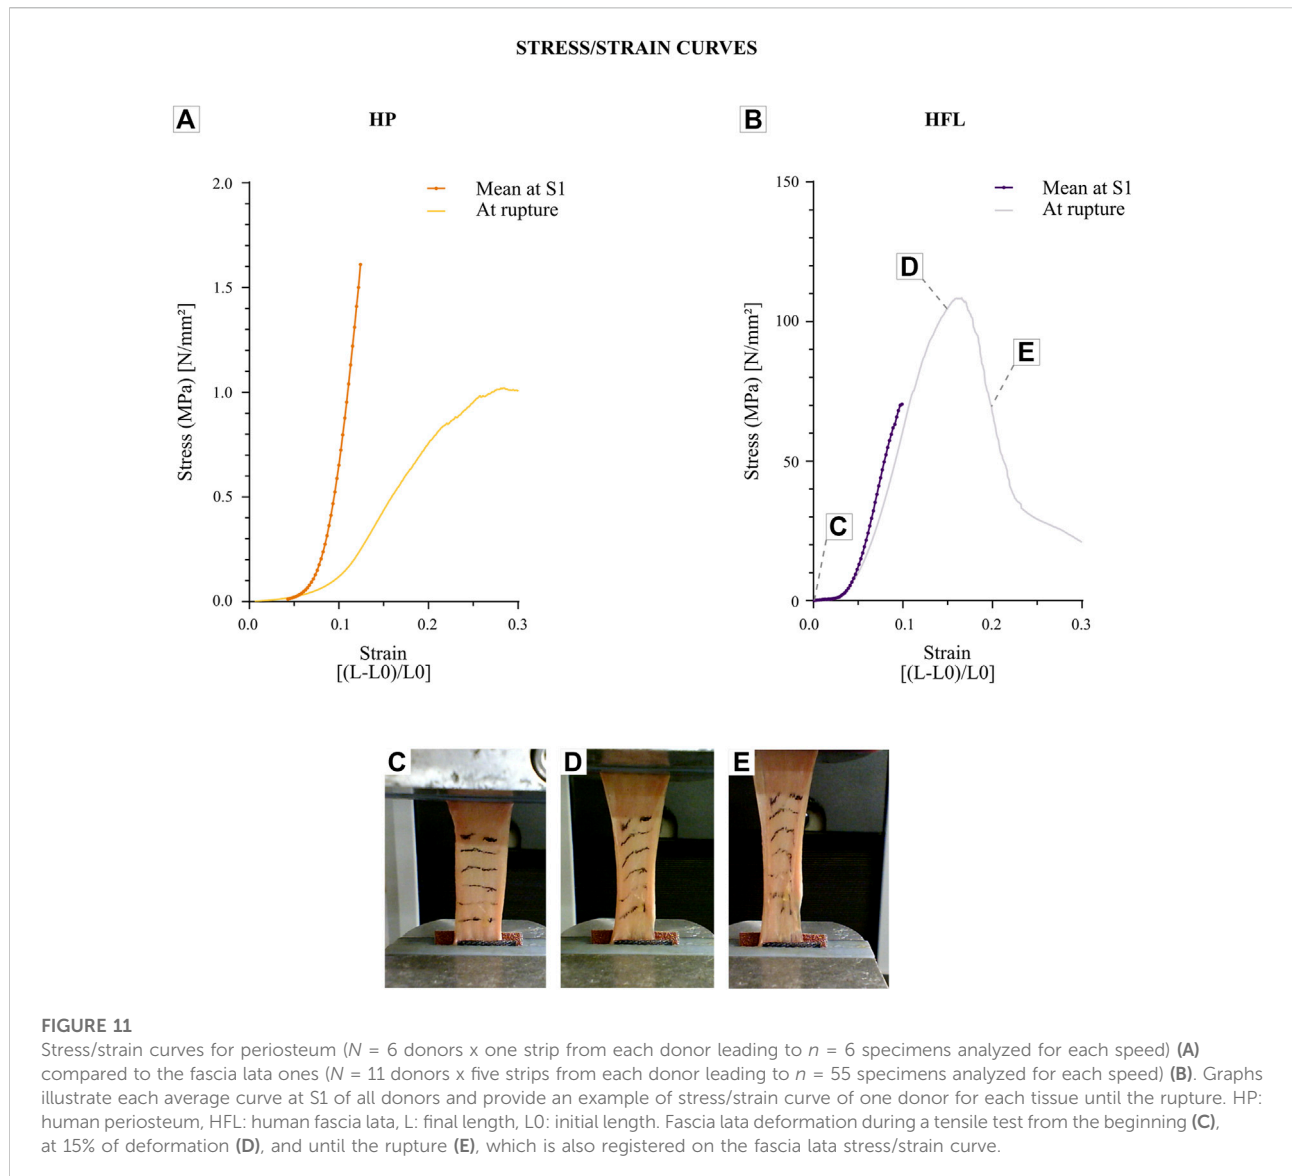 STRESS/STRAIN CURVES
A
HP
Mean at S1
At rupture
2.0
1.5
1.0
0.5
0.0
Stress (MPa) [N/mm²]
0.0
0.1
0.2
0.3
Strain
[(L-L0)/L0]
B
HFL
Mean at S1
At rupture
150
100
50
0
Stress (MPa) [N/mm²]
D
E
C
0.0
0.1
0.2
0.3
Strain
[(L-L0)/L0]
C
D
E
FIGURE 11
Stress/strain curves for periosteum (N = 6 donors x one strip from each donor leading to n = 6 specimens analyzed for each speed) (A)
compared to the fascia lata ones (N = 11 donors x five strips from each donor leading to n = 55 specimens analyzed for each speed) (B). Graphs
illustrate each average curve at S1 of all donors and provide an example of stress/strain curve of one donor for each tissue until the rupture. HP:
human periosteum, HFL: human fascia lata, L: final length, L0: initial length. Fascia lata deformation during a tensile test from the beginning (C),
at 15% of deformation (D), and until the rupture (E), which is also registered on the fascia lata stress/strain curve.